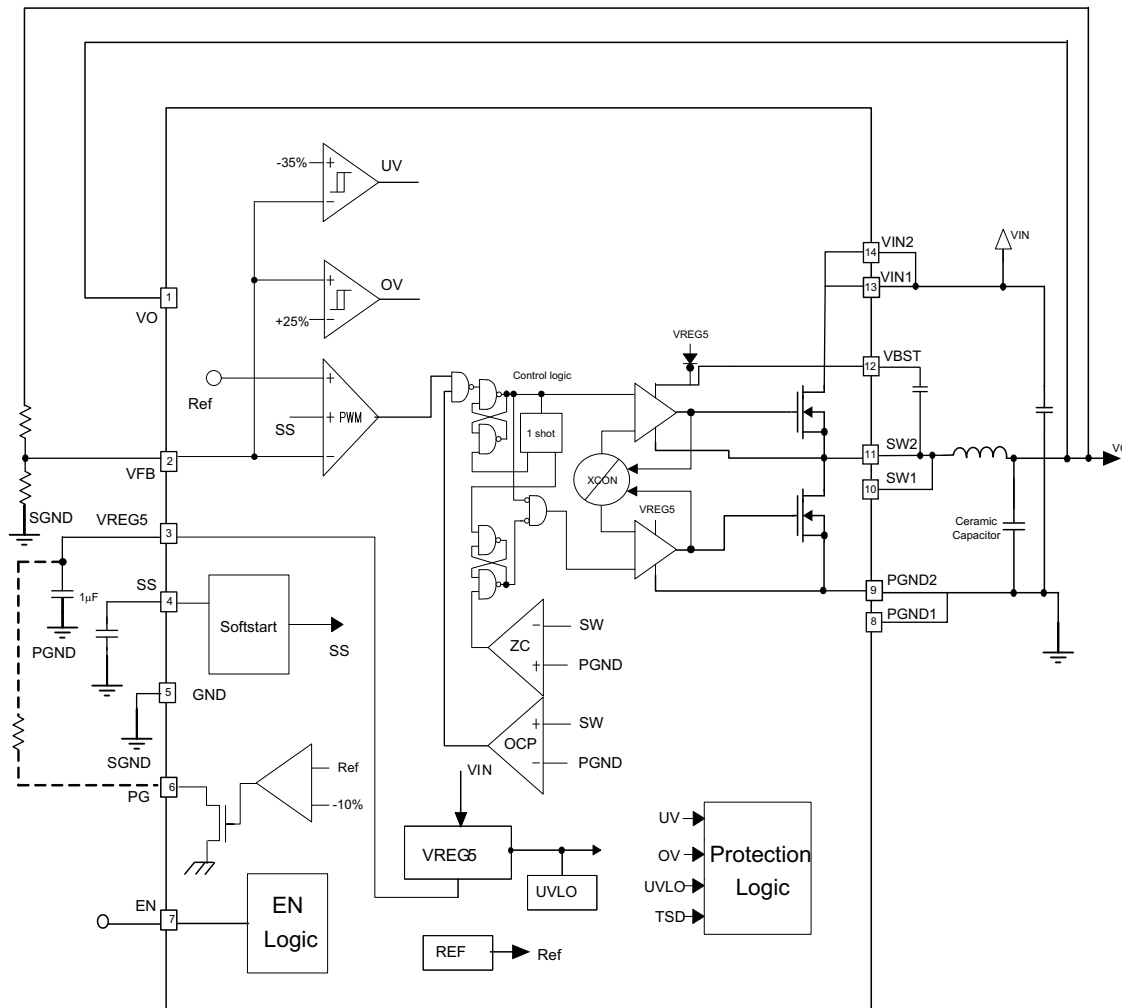 -35%
+
-
UV
+
-
OV
+25%
1
VO
Ref
SS
+
+
-
PWM
2
VFB
SGND
VREG5
3
1µF
PGND
SS
4
Softstart
SS
5
GND
SGND
PG
6
Ref
-10%
EN
7
EN
Logic
Control logic
1 shot
VREG5
XCON
VREG5
-
+
ZC
SW
PGND
+
-
OCP
SW
PGND
VIN
VREG5
UVLO
REF
Ref
UV
OV
UVLO
TSD
Protection
Logic
14
VIN2
13
VIN1
VIN
12
VBST
11
SW2
10
SW1
Ceramic
Capacitor
9
PGND2
8
PGND1